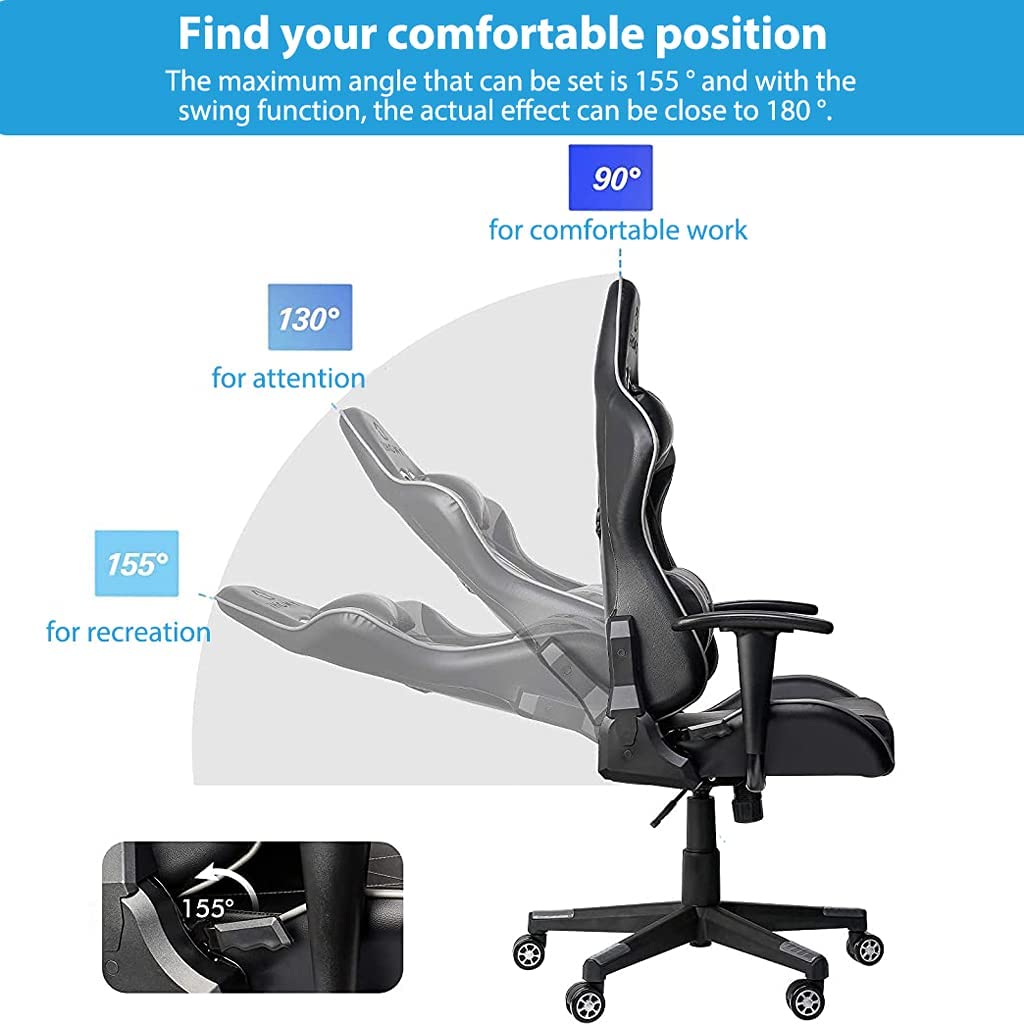 Find your comfortable position
The maximum angle that can be set is 155 ° and with the
swing function, the actual effect can be close to 180 °.
90°
for comfortable work
130°
for attention
155°
for recreation
155°